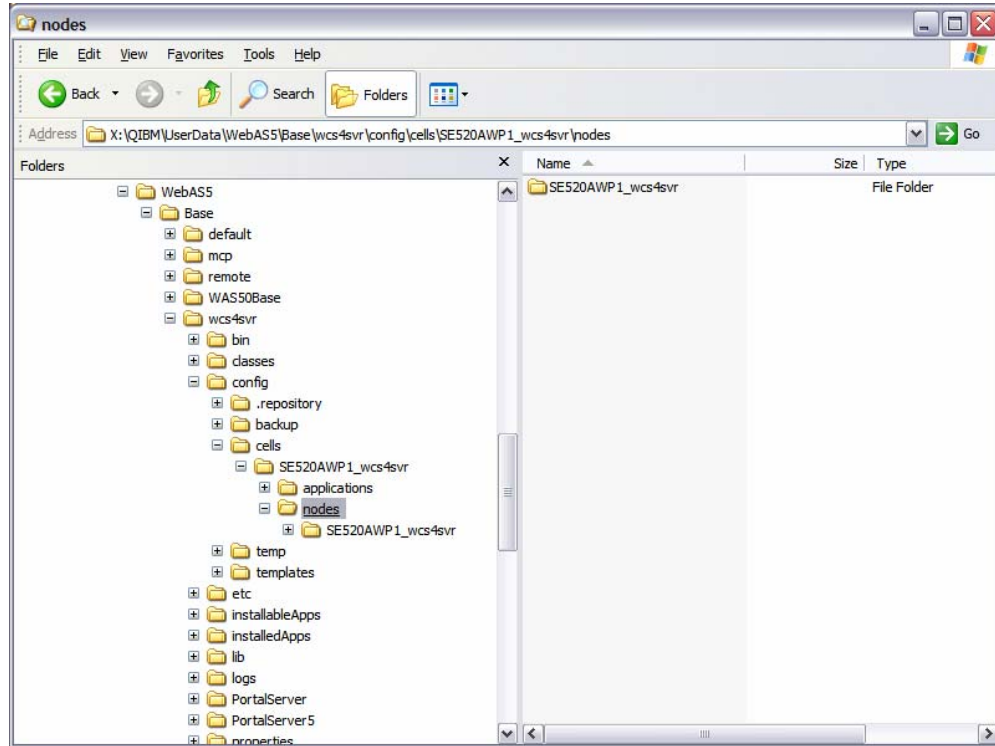 nodes
File Edit View Favorites Tools Help
Back Search Folders
Address X:\QIBM\UserData\WebAS5\Base\wcs4svr\config\cells\SE520AWP1_wcs4svr\nodes Go
Folders x Name Size Type
WebAS5 SE520AWP1_wcs4svr File Folder
Base
default
mcp
remote
WAS50Base
wcs4svr
bin
classes
config
.repository
backup
cells
SE520AWP1_wcs4svr
applications
nodes
SE520AWP1_wcs4svr
temp
templates
etc
installableApps
installedApps
lib
logs
PortalServer
PortalServer5
properties